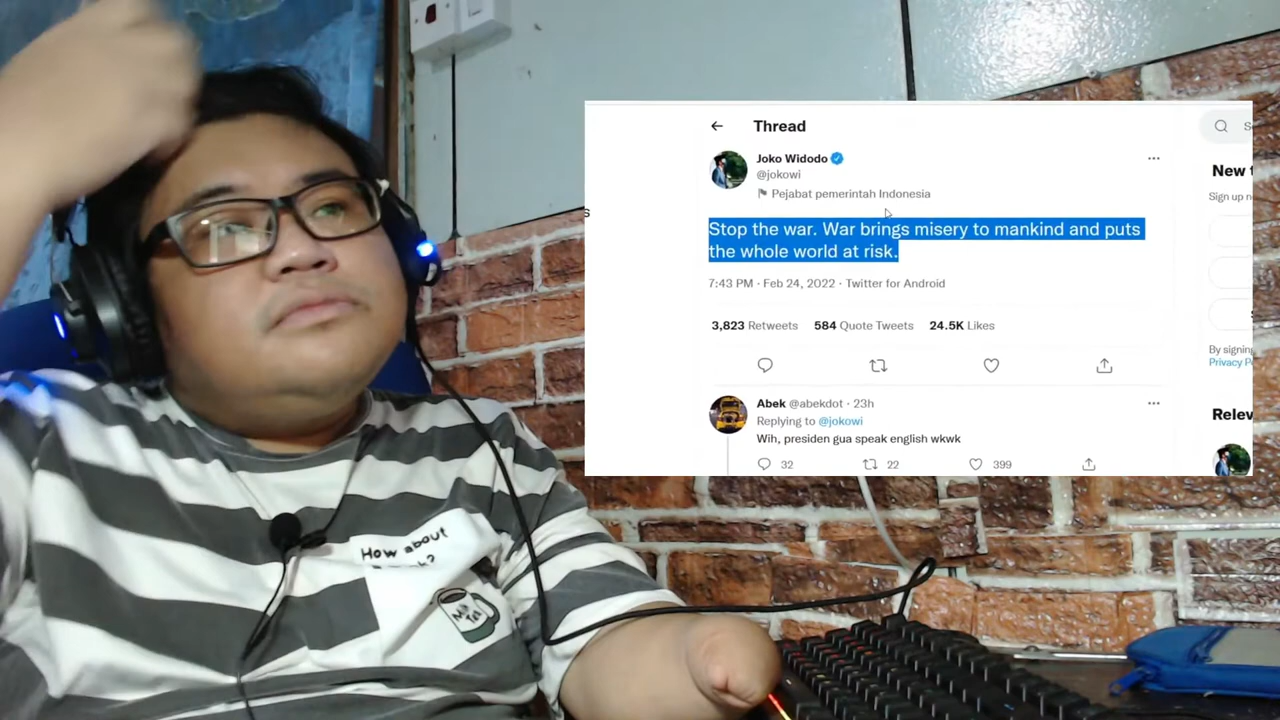 Thread
S
Joko Widodo
@jokowi
Pejabat pemerintah Indonesia
New t
Sign up n
s
Stop the war. War brings misery to mankind and puts
the whole world at risk.
7:43 PM · Feb 24, 2022 · Twitter for Android
3,823 Retweets 584 Quote Tweets 24.5K Likes
By signing
Privacy P
Abek @abekdot · 23h
Replying to @jokowi
Wih, presiden gua speak english wkwk
Relev
32 22 399
How about